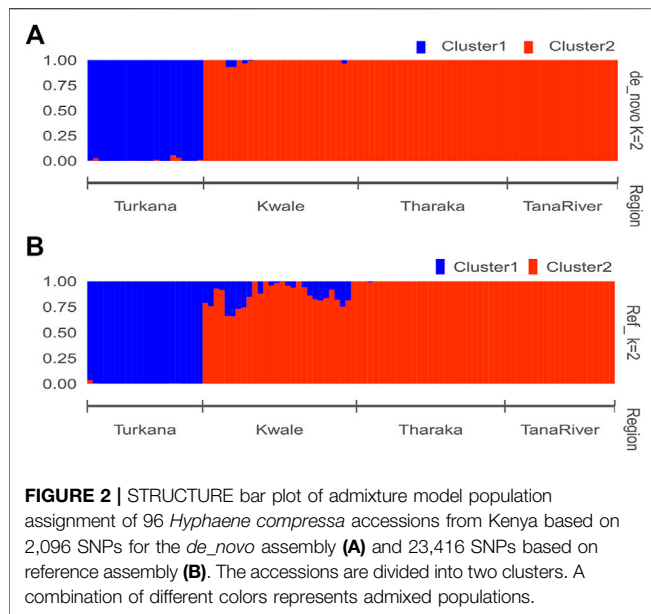 A
Cluster1 Cluster2
1.00
0.75
0.50
0.25
0.00
de_novo K=2
Turkana Kwale Tharaka TanaRiver
Region
B
Cluster1 Cluster2
1.00
0.75
0.50
0.25
0.00
Ref_ k=2
Turkana Kwale Tharaka TanaRiver
Region
FIGURE 2 | STRUCTURE bar plot of admixture model population
assignment of 96 Hyphaene compressa accessions from Kenya based on
2,096 SNPs for the de_novo assembly (A) and 23,416 SNPs based on
reference assembly (B). The accessions are divided into two clusters. A
combination of different colors represents admixed populations.